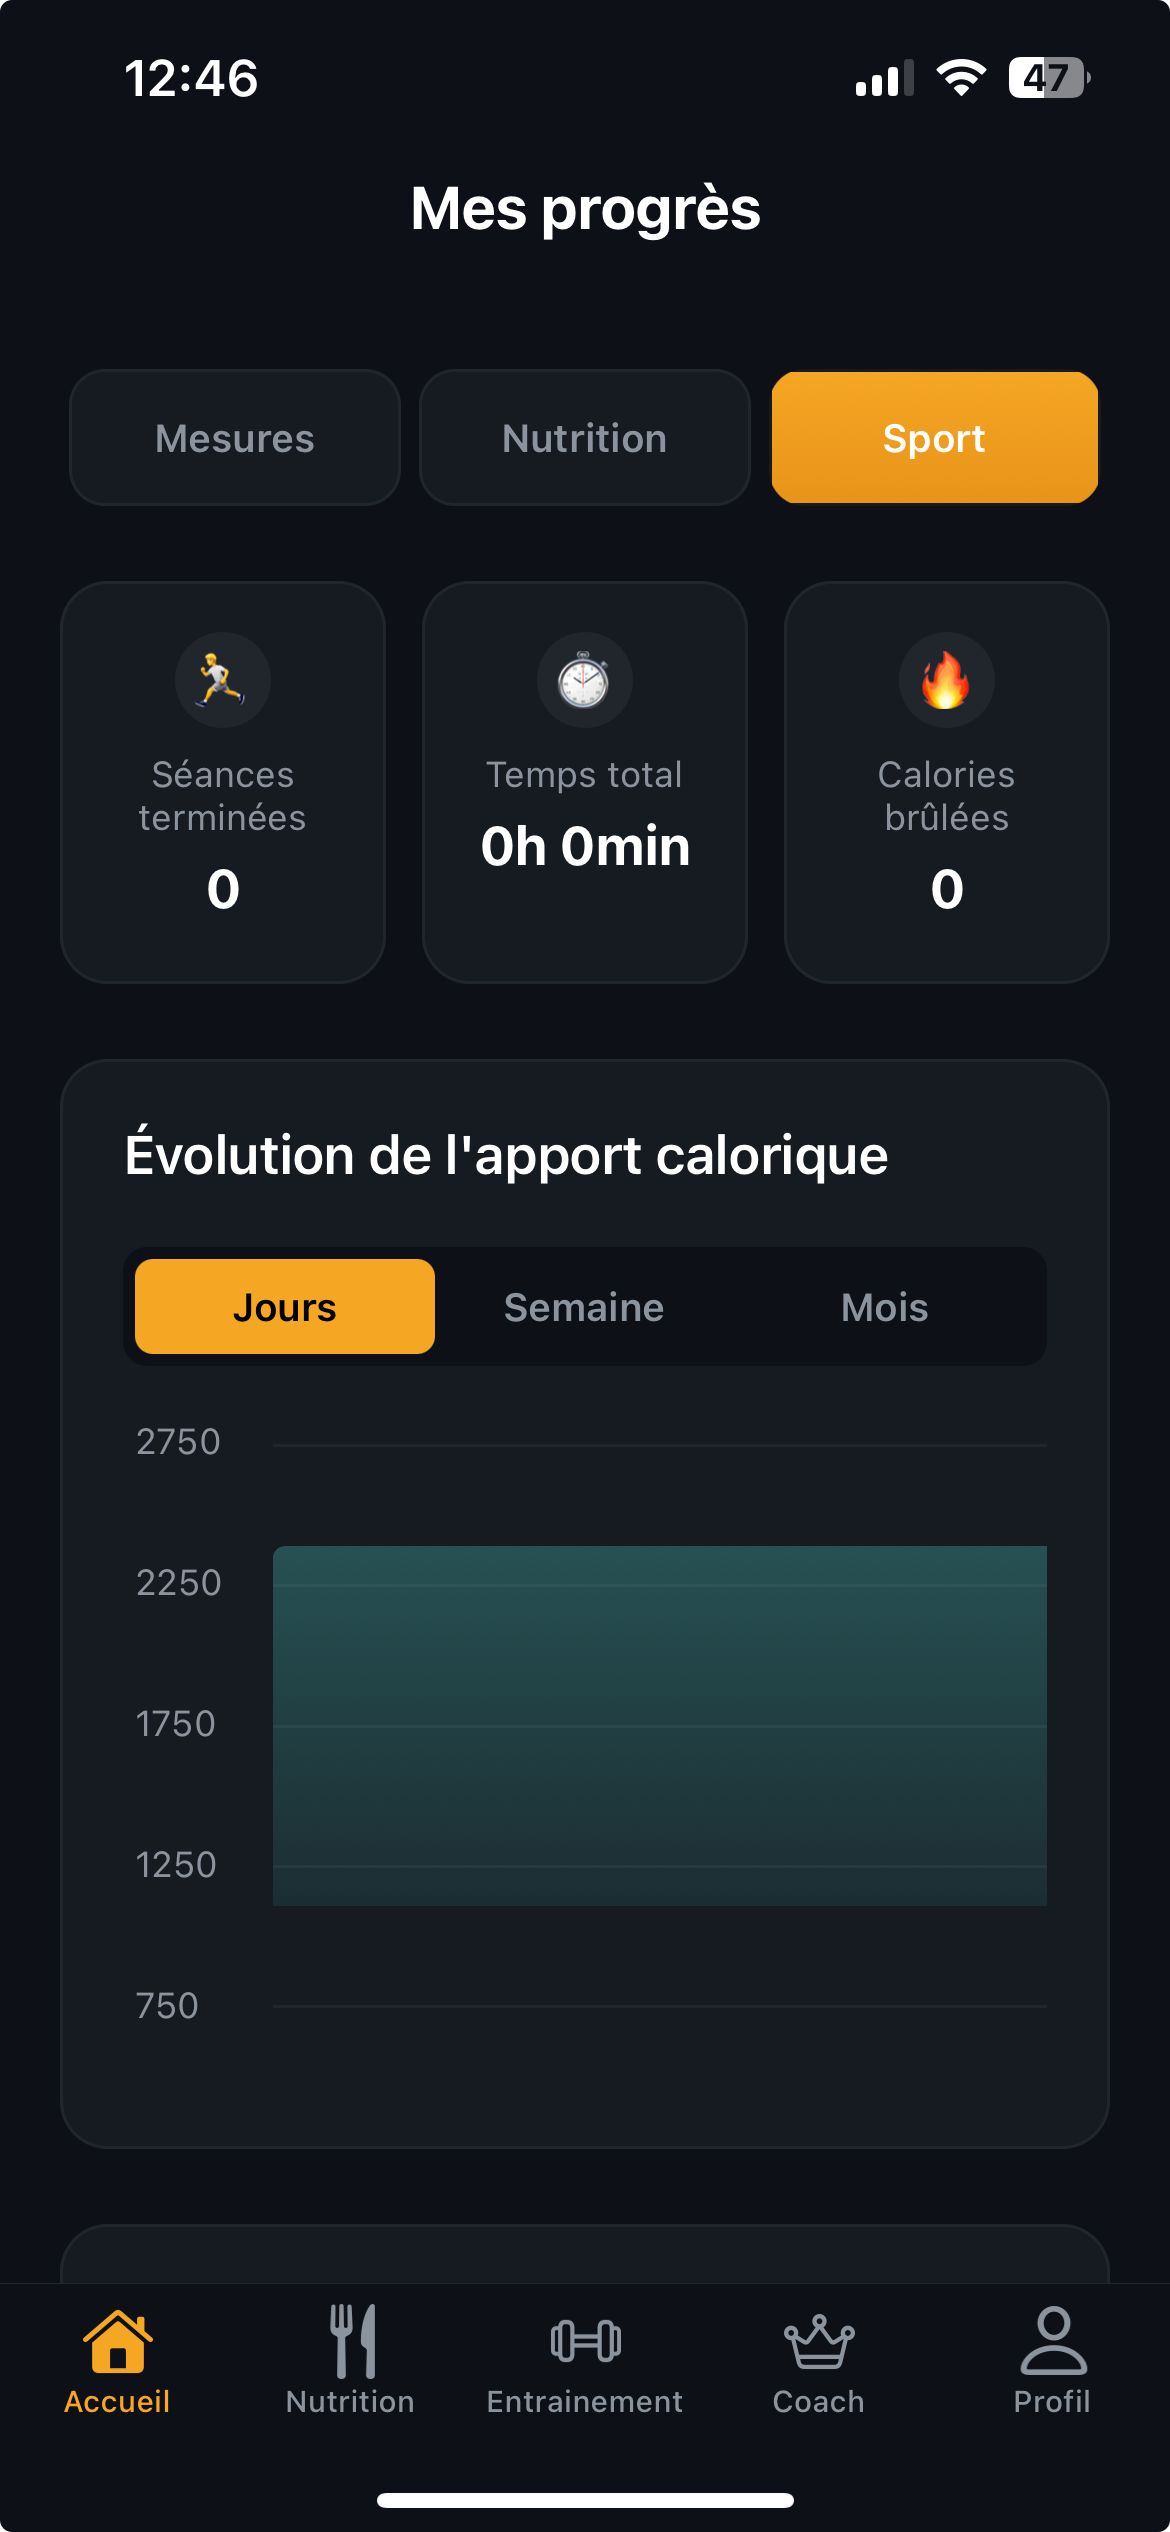 12:46
47
Mes progrès
Mesures
Nutrition
Sport
Séances
terminées
0
Temps total
0h 0min
Calories
brûlées
0
Évolution de l'apport calorique
Jours
Semaine
Mois
2750
2250
1750
1250
750
Accueil
Nutrition
Entrainement
Coach
Profil